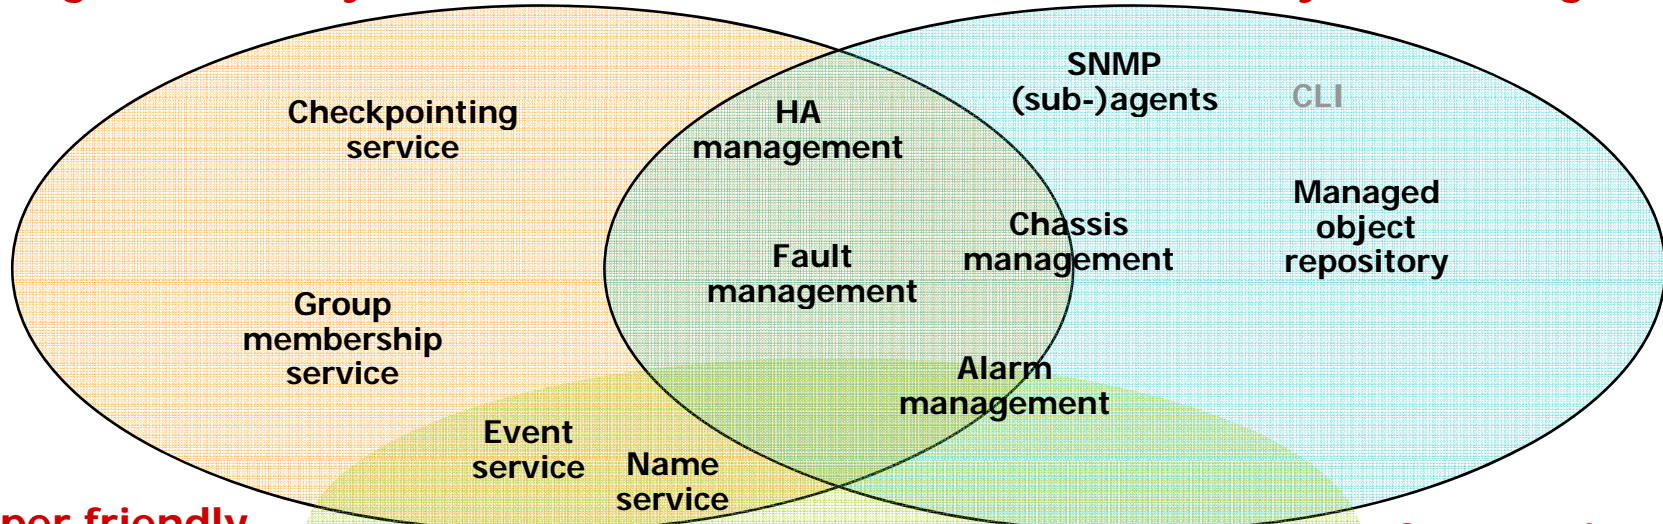 Checkpointing
service
HA
management
SNMP
(sub-)agents
CLI
Managed
object
repository
Chassis
management
Fault
management
Group
membership
service
Alarm
management
Event
service
Name
service
per friendly